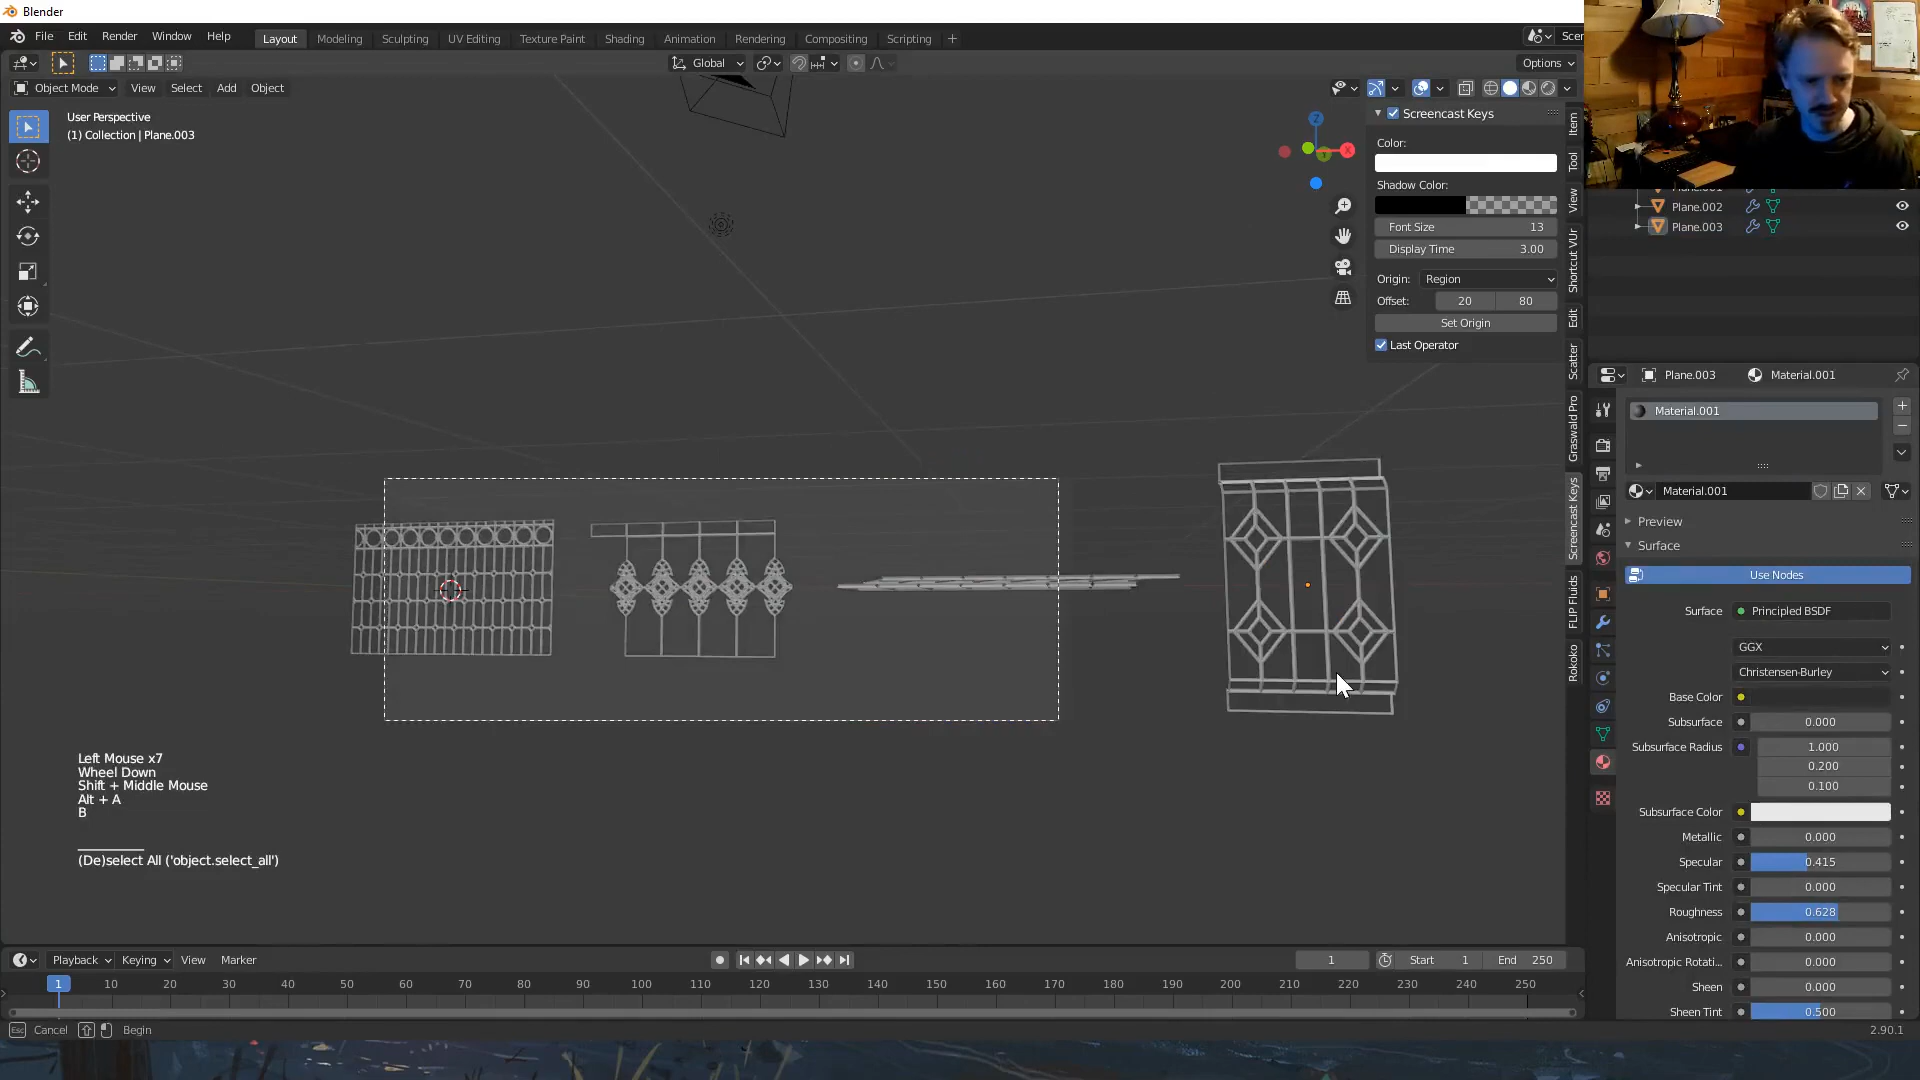 Blender
File Edit Render Window Help
Layout Modeling Sculpting UV Editing Texture Paint Shading Animation Rendering Compositing Scripting +
Scer
Global
Options
Object Mode View Select Add Object
User Perspective
(1) Collection | Plane.003
Z
X
Screencast Keys
Color:
Shadow Color:
Font Size 13
Display Time 3.00
Origin: Region
Offset: 20 80
Set Origin
Last Operator
Item
Tool
View
Shortcut VUr
Edit
Scatter
Graswald Pro
Screencast Keys
FLIP Fluids
Rokoko
Plane.002
Plane.003
Plane.003 Material.001
Material.001
Material.001
Preview
Surface
Use Nodes
Surface Principled BSDF
GGX
Christensen-Burley
Base Color
Subsurface 0.000
Subsurface Radius 1.000
0.200
0.100
Subsurface Color
Metallic 0.000
Specular 0.415
Specular Tint 0.000
Roughness 0.628
Anisotropic 0.000
Anisotropic Rotati... 0.000
Sheen 0.000
Sheen Tint 0.500
Left Mouse x7
Wheel Down
Shift + Middle Mouse
Alt + A
B
(De)select All ('object.select_all')
Playback Keying View Marker
1 Start 1 End 250
1 10 20 30 40 50 60 70 80 90 100 110 120 130 140 150 160 170 180 190 200 210 220 230 240 250
Esc Cancel Begin
2.90.1